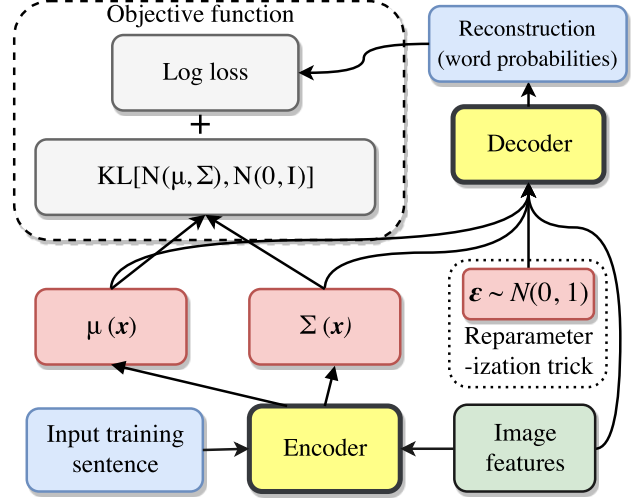 Objective function
Log loss
+
KL[N(μ, Σ), N(0, I)]
Reconstruction
(word probabilities)
Decoder
μ (x)
Σ (x)
ε ~ N(0, 1)
Reparameter
-ization trick
Input training
sentence
Encoder
Image
features